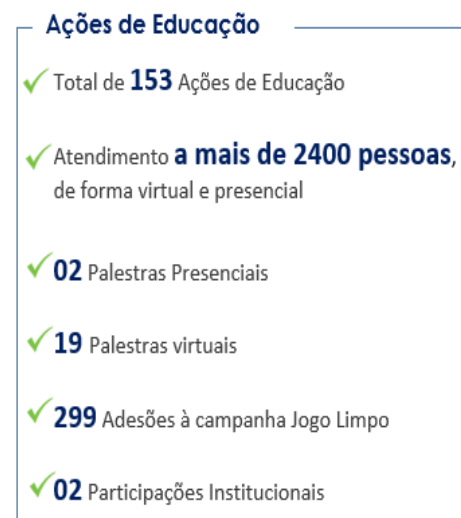 Ações de Educação
Total de 153 Ações de Educação
Atendimento a mais de 2400 pessoas,
de forma virtual e presencial
02 Palestras Presenciais
19 Palestras virtuais
299 Adesões à campanha Jogo Limpo
02 Participações Institucionais